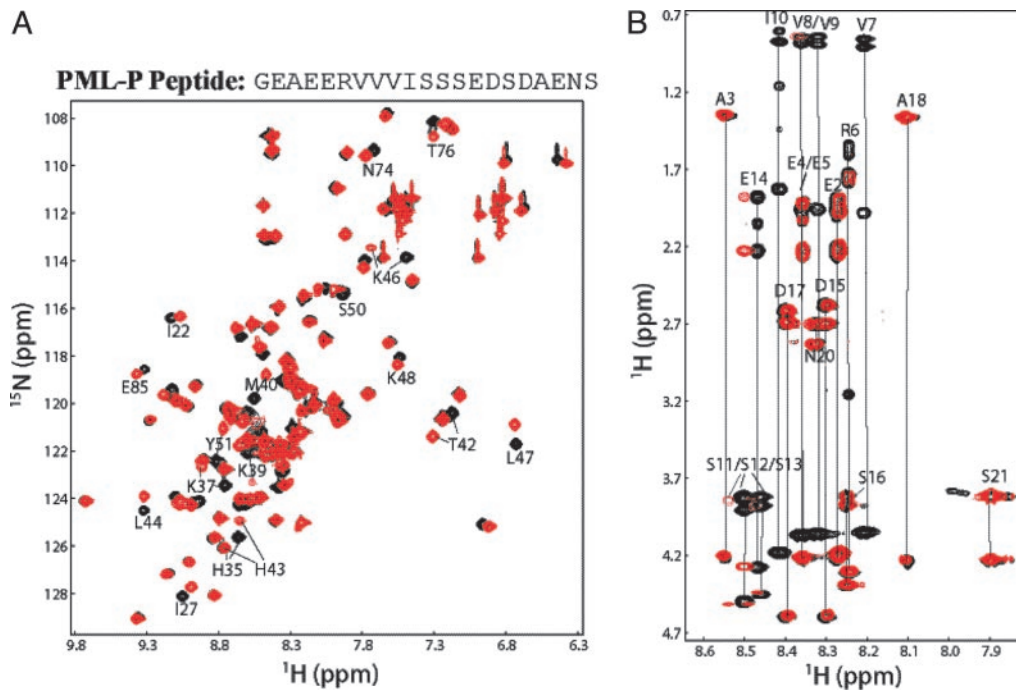 A
PML-P Peptide: GEAEERVVVISSSEDSDAENS
108
110
112
114
116
118
120
122
124
126
128
15N (ppm)
9.8
9.3
8.8
8.3
7.8
7.3
6.8
6.3
1H (ppm)
T76
N74
K46
S50
I22
K48
E85
M40
T42
Y51
L47
K39
K37
L44
H35
H43
I27
B
0.7
1.2
1.7
2.2
2.7
3.2
3.7
4.2
4.7
1H (ppm)
8.6
8.5
8.4
8.3
8.2
8.1
8.0
7.9
1H (ppm)
I10
V8/V9
V7
A3
A18
R6
E4/E5
E14
E2
D17
D15
N20
S11/S12/S13
S16
S21